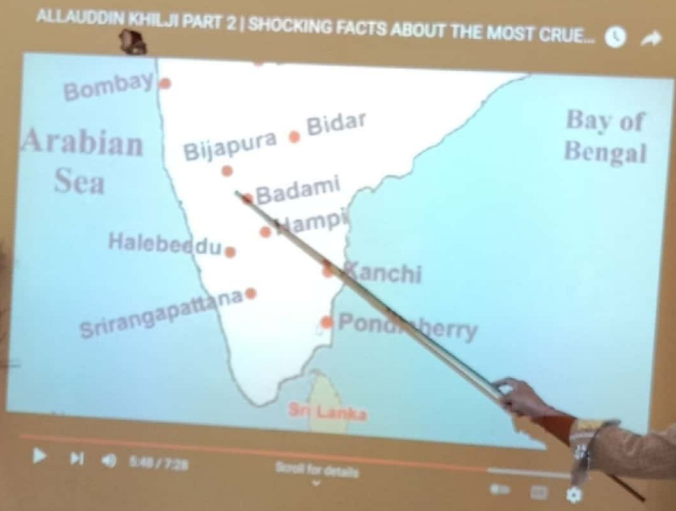 ALLAUDDIN KHILJI PART 2 | SHOCKING FACTS ABOUT THE MOST CRUE...
Bombay
Bidar
Bay of
Bengal
Arabian
Sea
Bijapura
Badami
Hampi
Halebeedu
Kanchi
Srirangapattana
Sri Lanka
5:48 / 7:28
Scroll for details